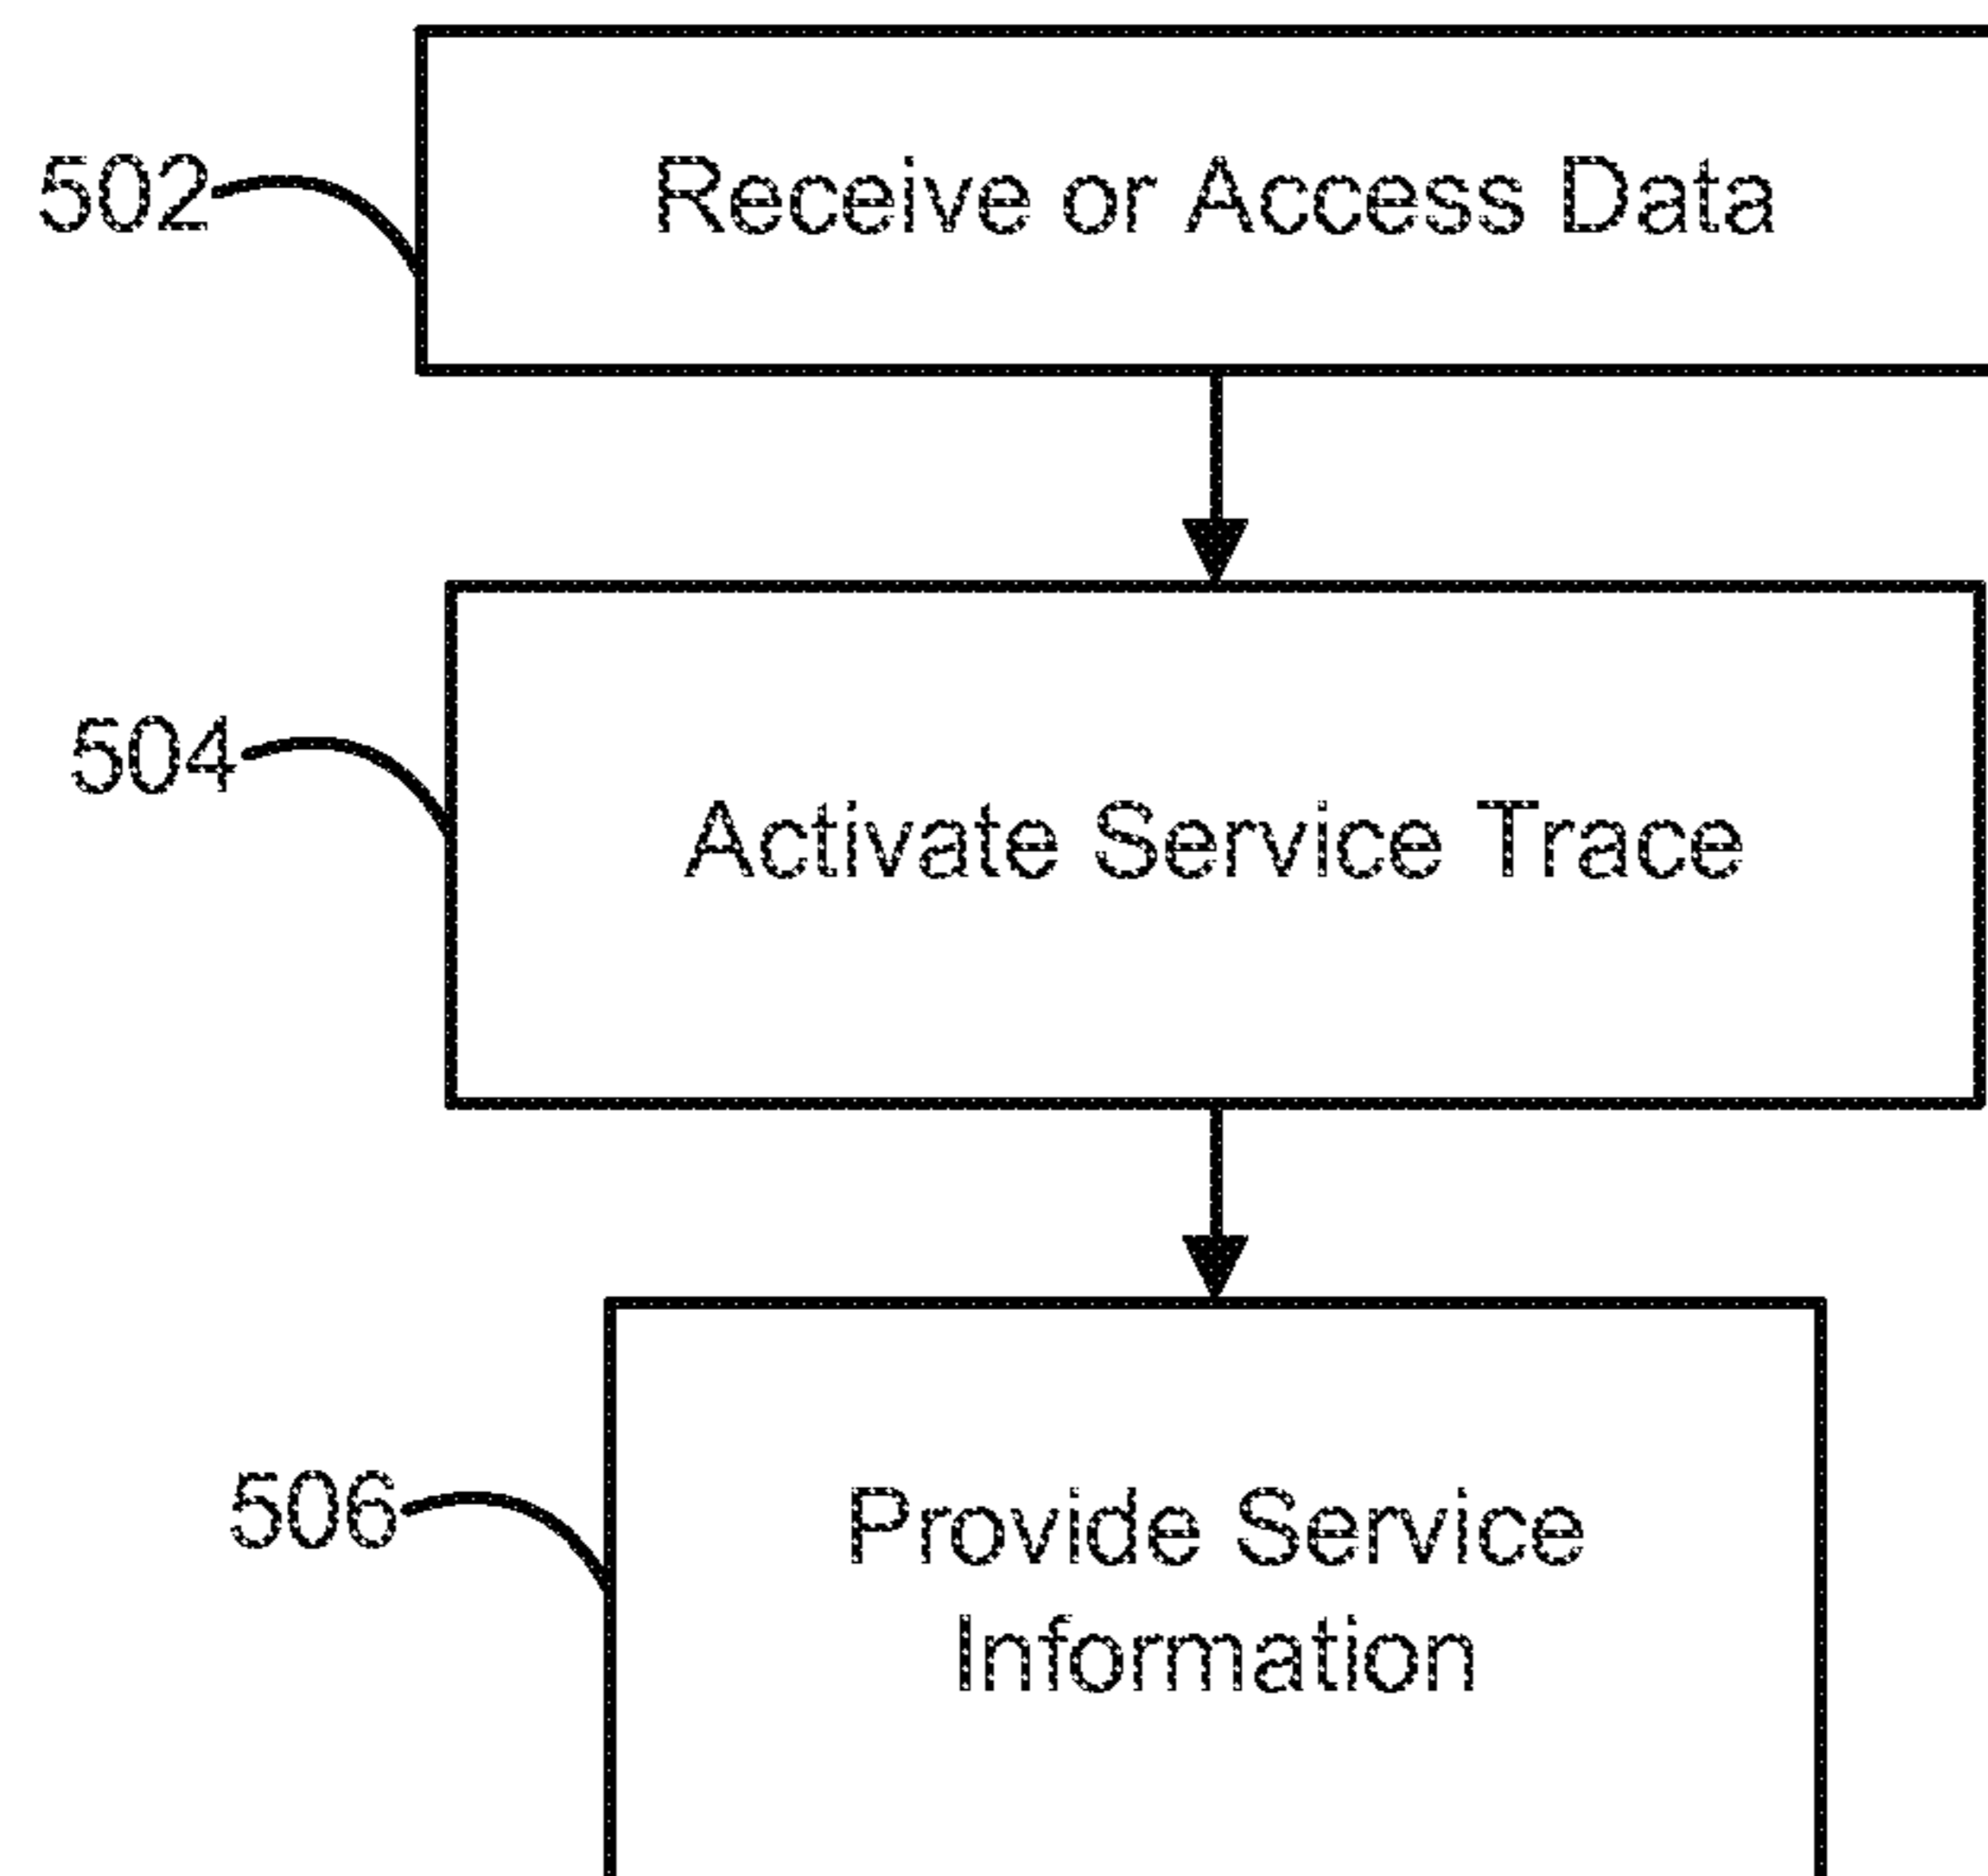 502
Receive or Access Data
504
Activate Service Trace
506
Provide Service
Information